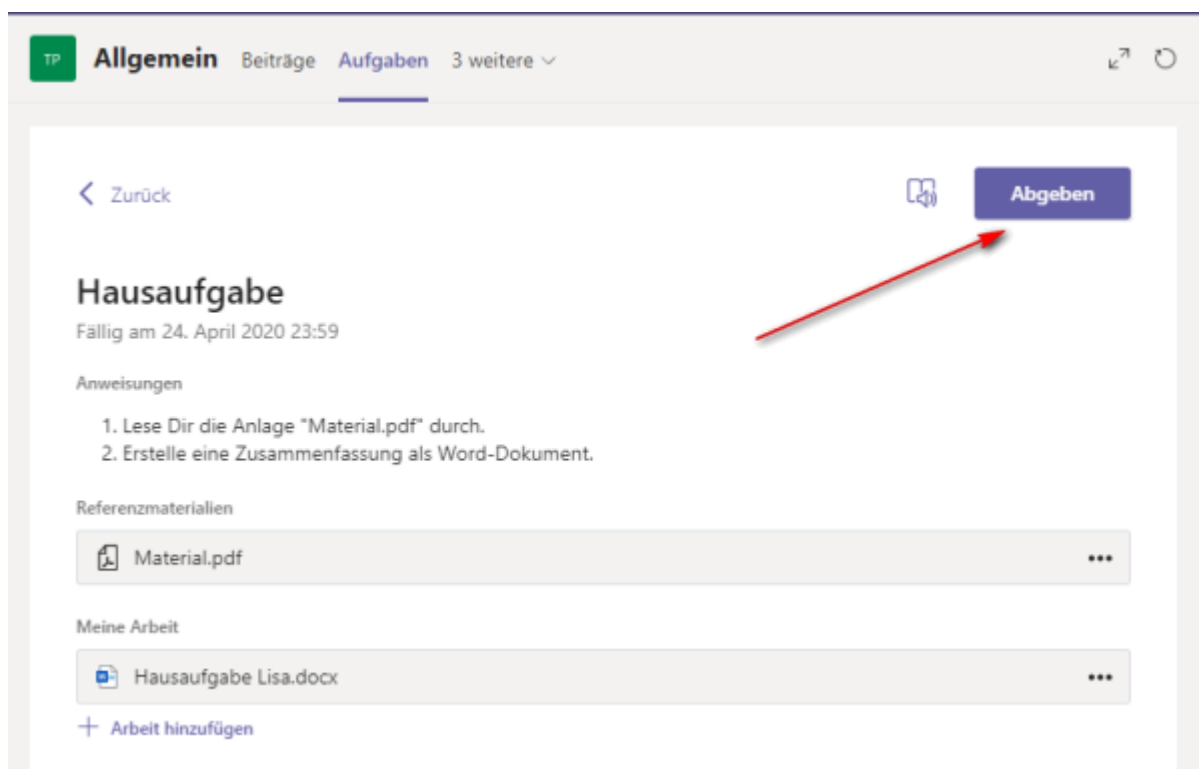 TP Allgemein Beiträge Aufgaben 3 weitere
Zurück
Abgeben
Hausaufgabe
Fällig am 24. April 2020 23:59
Anweisungen
1. Lese Dir die Anlage "Material.pdf" durch.
2. Erstelle eine Zusammenfassung als Word-Dokument.
Referenzmaterialien
Material.pdf
Meine Arbeit
Hausaufgabe Lisa.docx
+ Arbeit hinzufügen